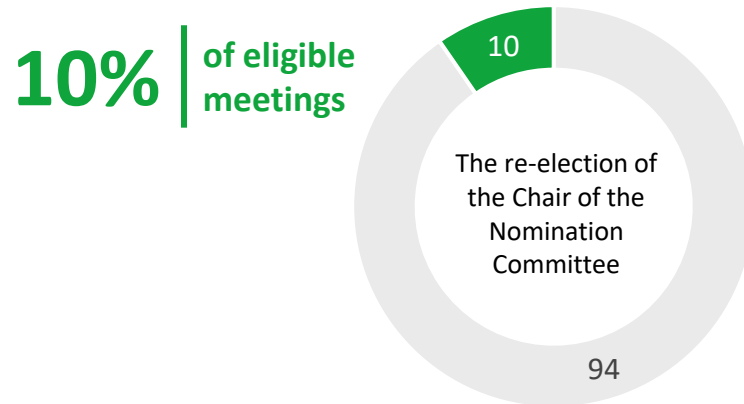 10%
of eligible
meetings
10
The re-election of
the Chair of the
Nomination
Committee
94